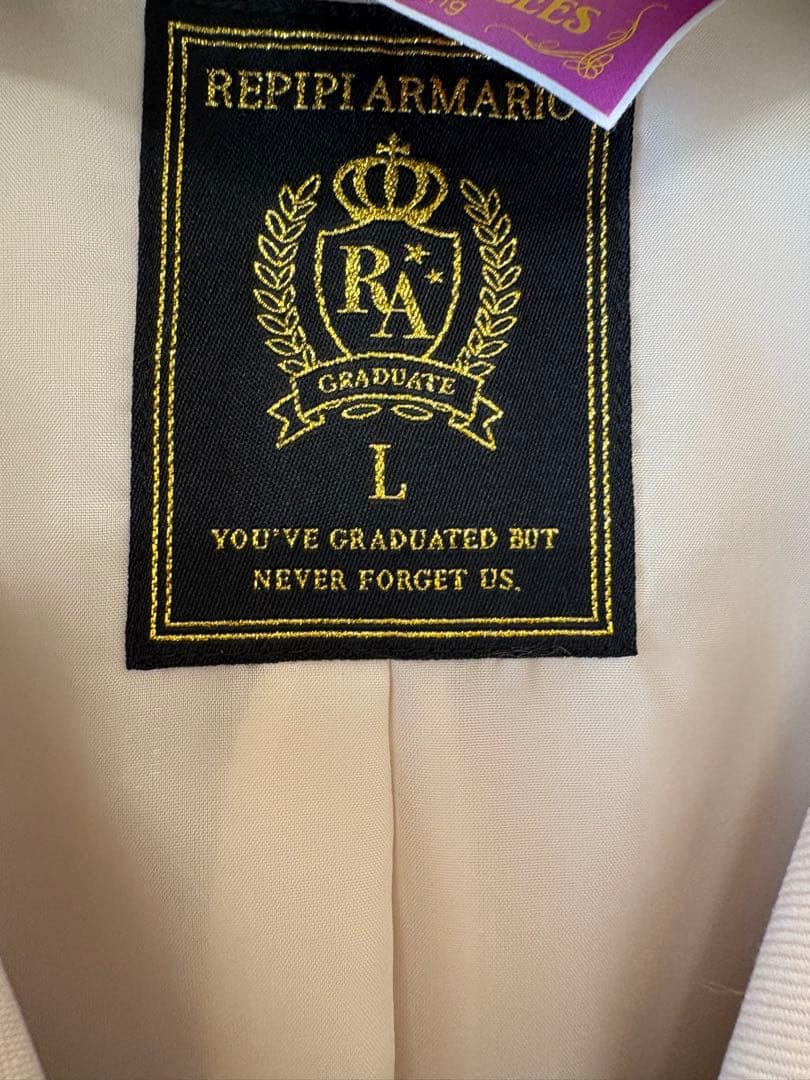 REPIPI ARMARIO
RA
GRADUATE
L
YOU'VE GRADUATED BUT
NEVER FORGET US.